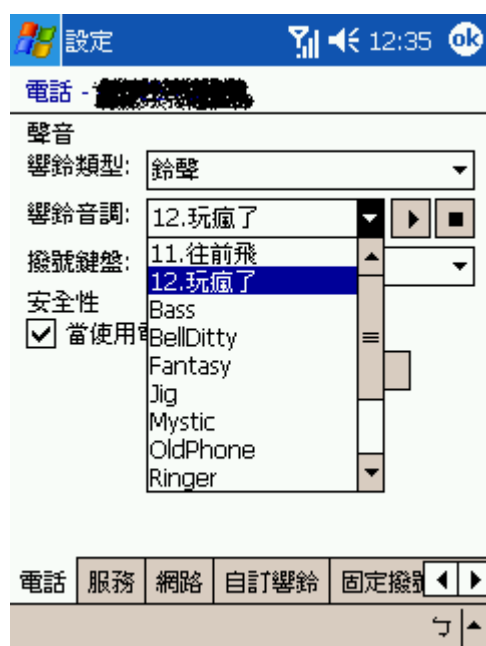 設定
12:35
ok
電話 -
聲音
響鈴類型:
鈴聲
響鈴音調:
12.玩瘋了
撥號鍵盤:
11.往前飛
12.玩瘋了
安全性
Bass
當使用
BellDitty
Fantasy
Jig
Mystic
OldPhone
Ringer
電話
服務
網路
自訂響鈴
固定撥
ㄅ